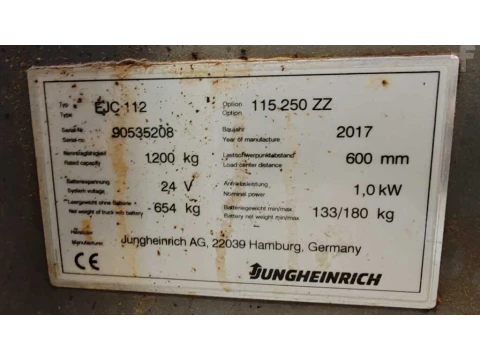 F
Typ EJC 112 Option 115 250 ZZ
Type Option
Serial-Nr. 90535208 Baujahr 2017
Serial-no. Year of manufacture
Nenntragfähigkeit 1200 kg Lastschwerpunktabstand 600 mm
Rated capacity Load center distance
Batteriespannung 24 V Antriebsleistung 1,0 kW
System voltage Nominal power
Leergewicht ohne Batterie 654 kg Batteriegewicht min/max 133/180 kg
Net weight of truck w/o battery Battery net weight min/max
Hersteller
Manufacturer Jungheinrich AG, 22039 Hamburg, Germany
CE JUNGHEINRICH